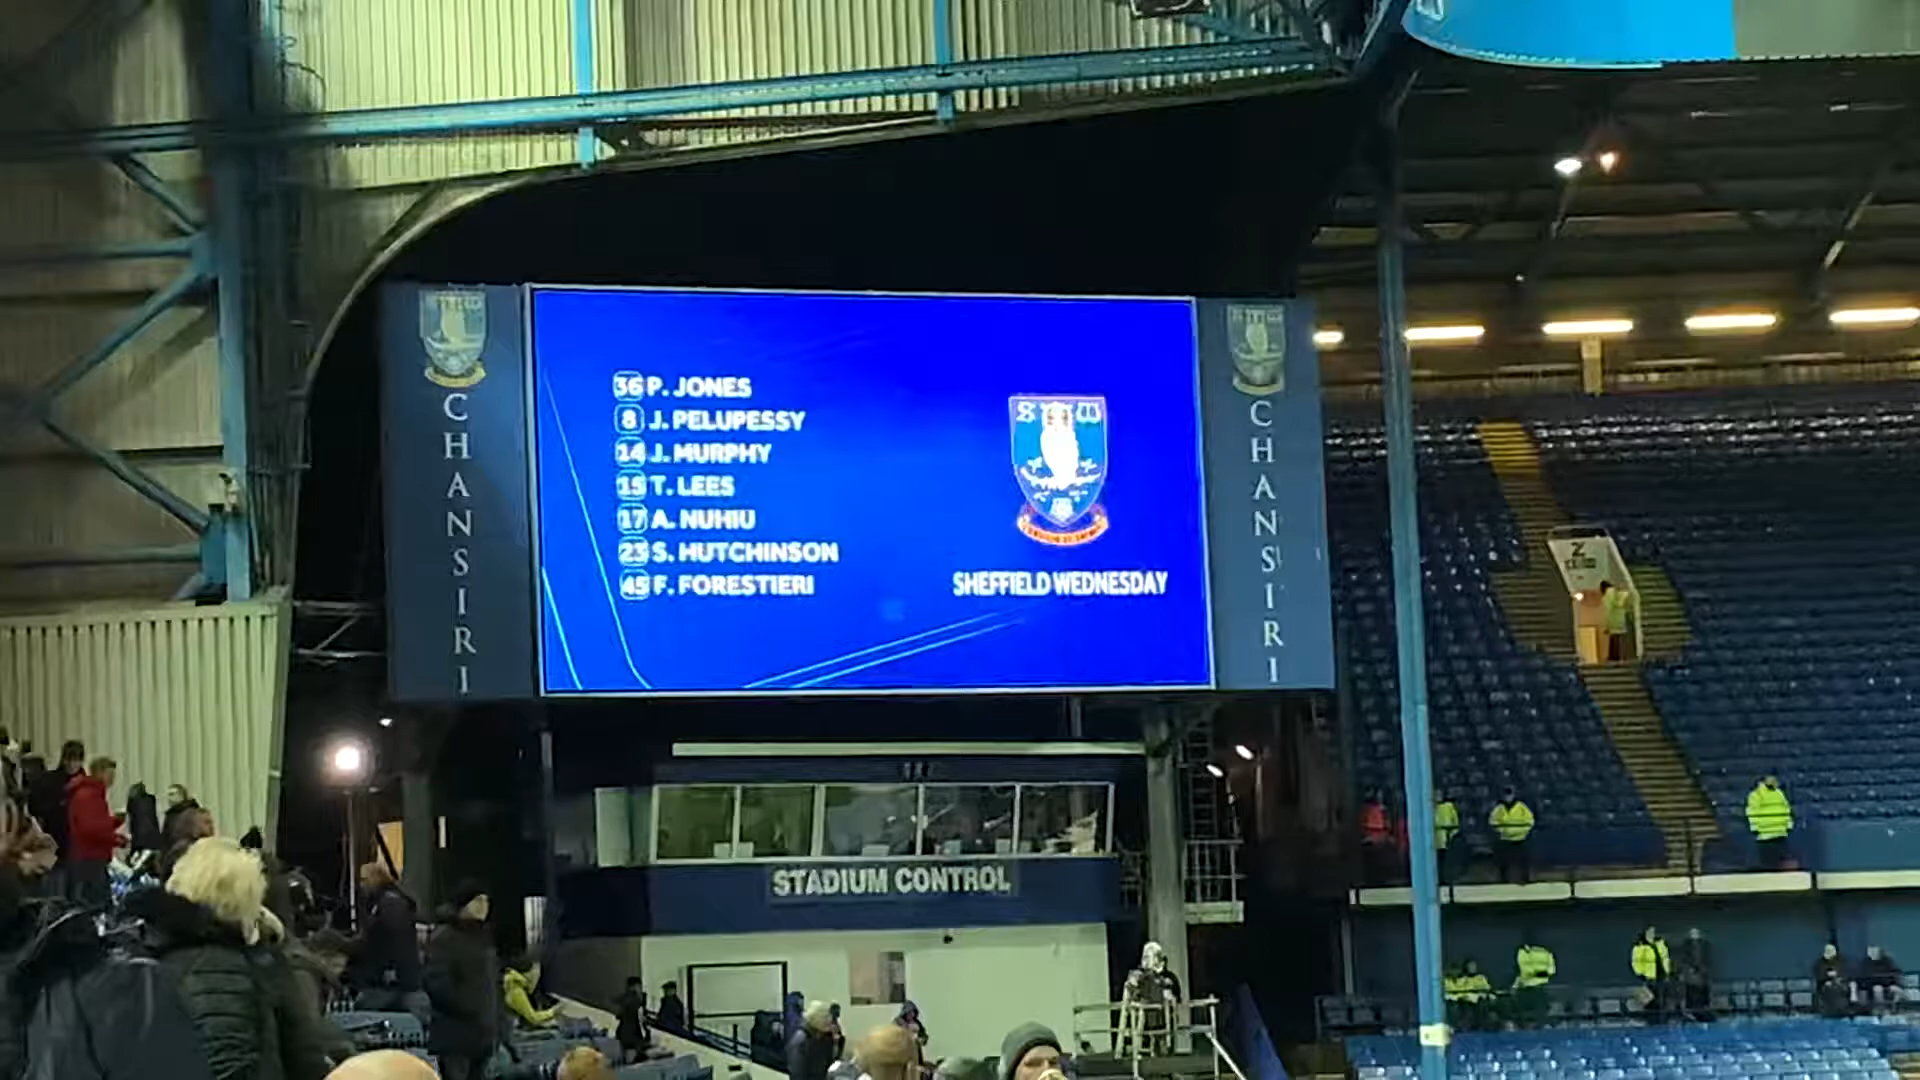 CHANSIRI
36 P. JONES
8 J. PELUPESSY
14 J. MURPHY
15 T. LEES
17 A. NUHIU
23 S. HUTCHINSON
45 F. FORESTIERI
SHEFFIELD WEDNESDAY
CHANSIRI
STADIUM CONTROL